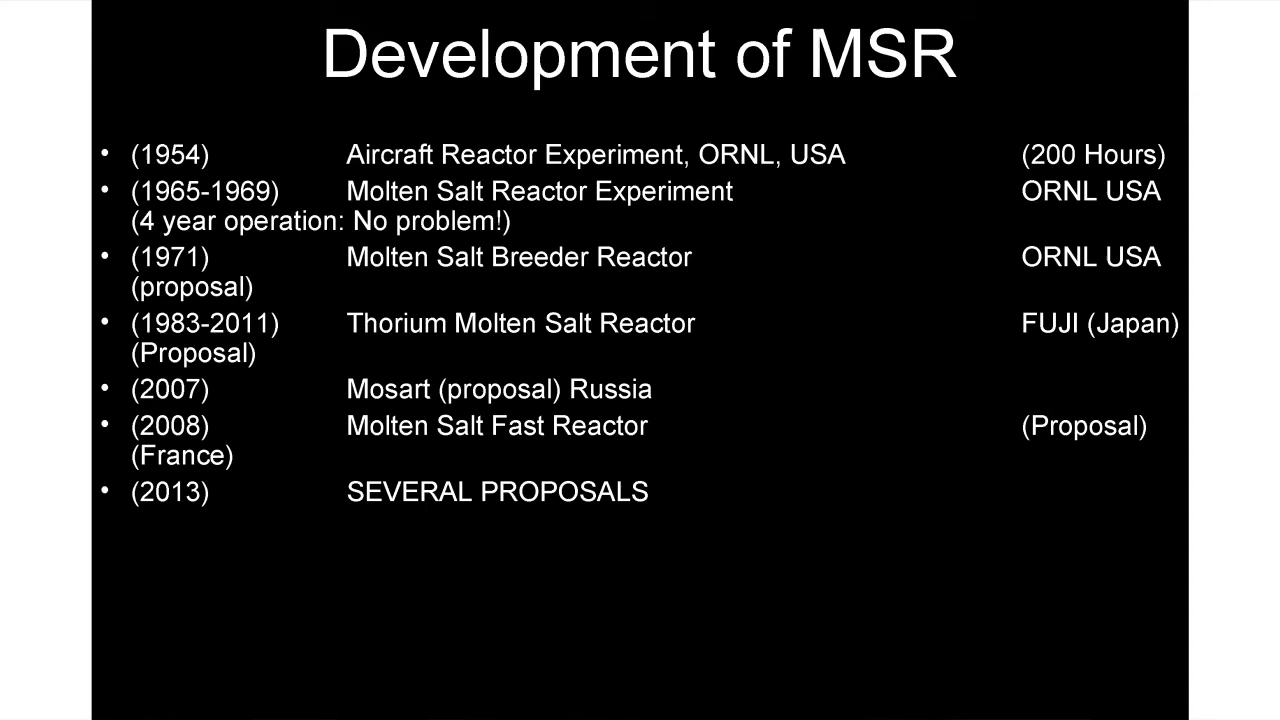 Development of MSR
• (1954) Aircraft Reactor Experiment, ORNL, USA (200 Hours)
• (1965-1969) Molten Salt Reactor Experiment ORNL USA
(4 year operation: No problem!)
• (1971) Molten Salt Breeder Reactor ORNL USA
(proposal)
• (1983-2011) Thorium Molten Salt Reactor FUJI (Japan)
(Proposal)
• (2007) Mosart (proposal) Russia
• (2008) Molten Salt Fast Reactor (Proposal)
(France)
• (2013) SEVERAL PROPOSALS